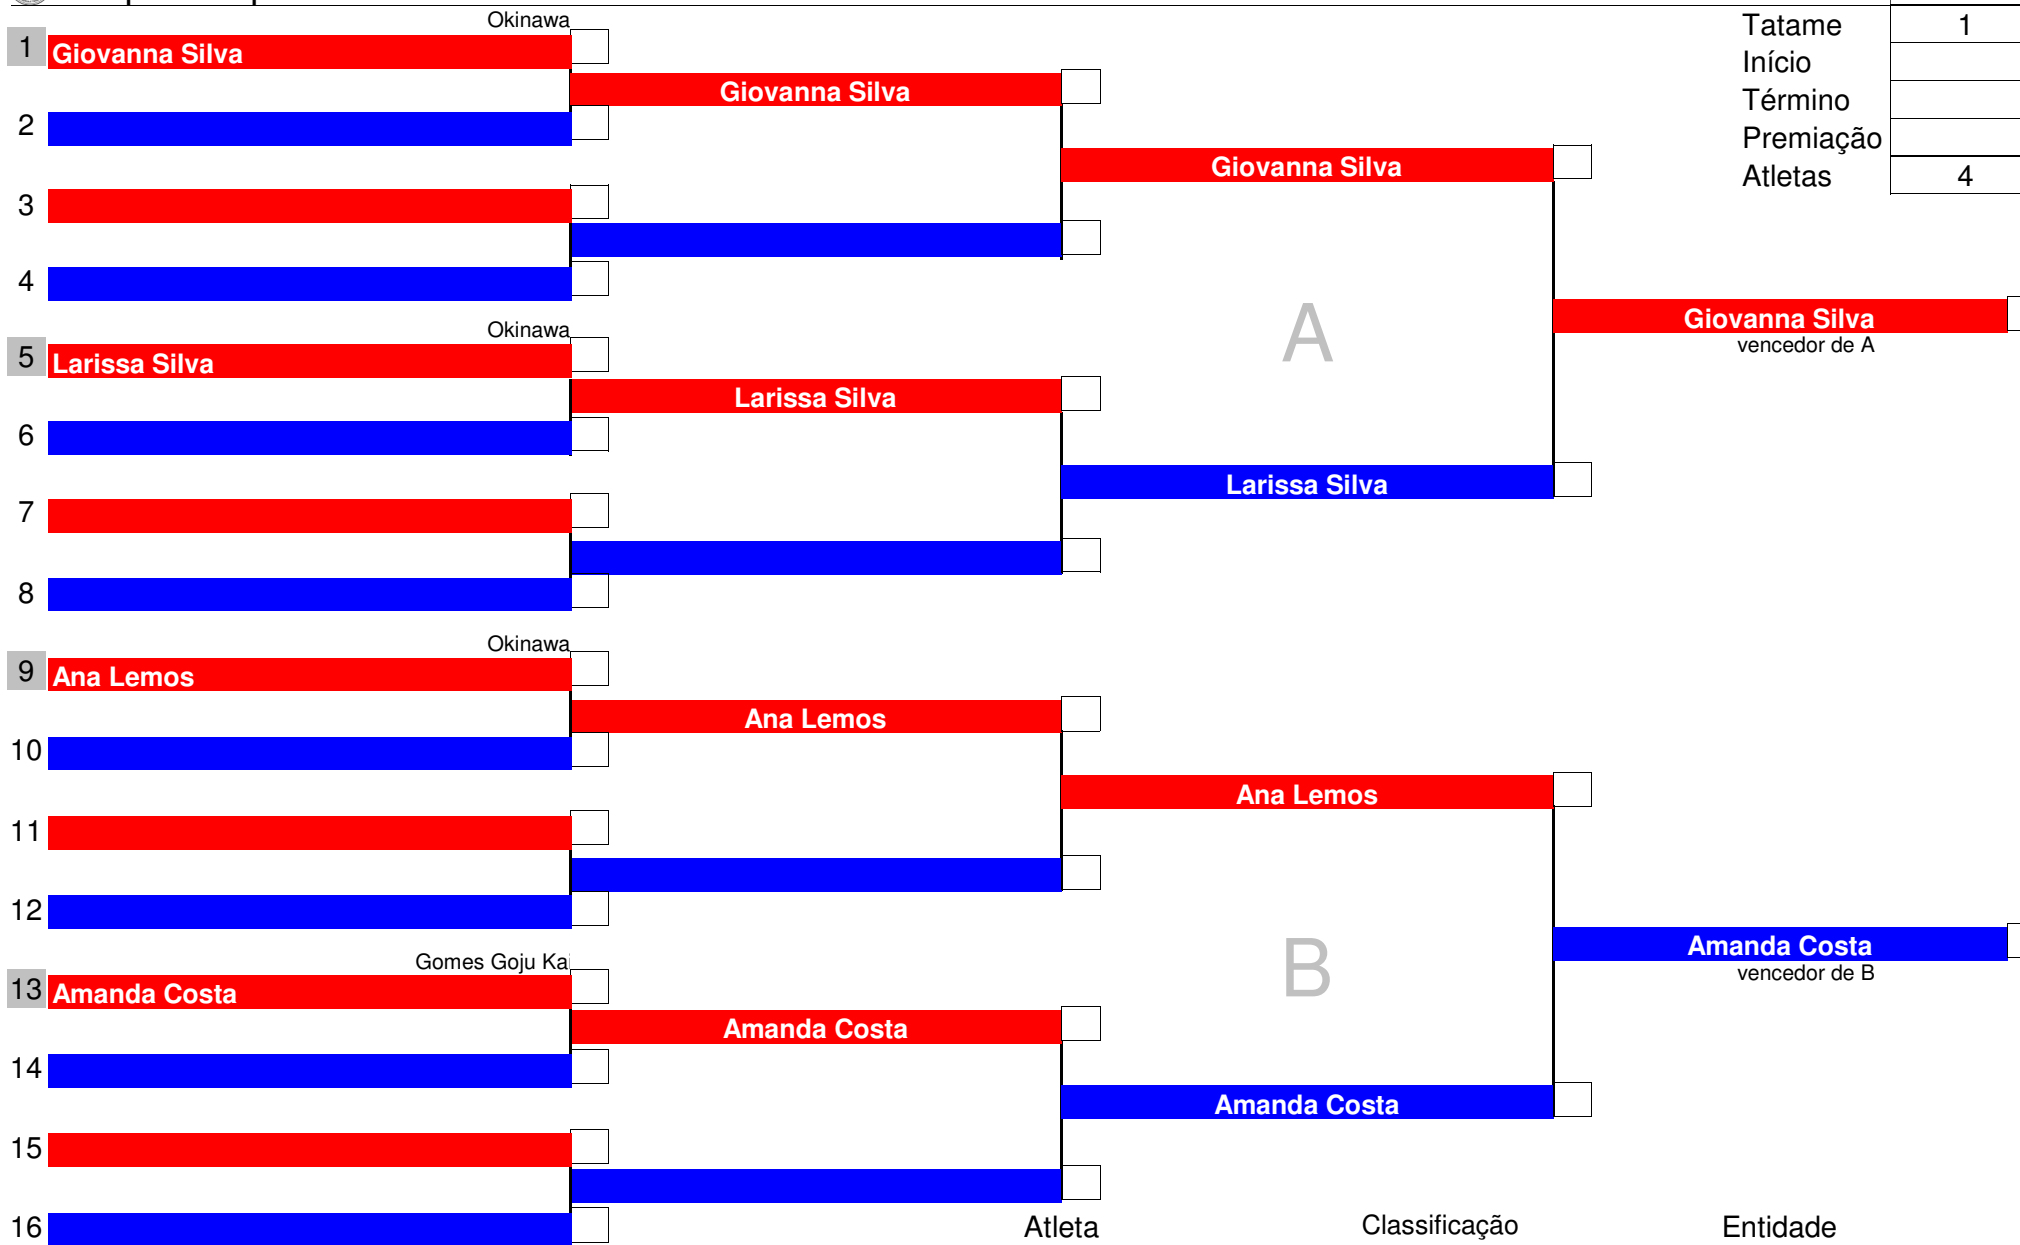 Okinawa
1 Giovanna Silva
Giovanna Silva
2
Giovanna Silva
3
4
Okinawa
5 Larissa Silva
Larissa Silva
6
Larissa Silva
7
8
A
Giovanna Silva
vencedor de A
Okinawa
9 Ana Lemos
Ana Lemos
10
Ana Lemos
11
12
Gomes Goju Kai
13 Amanda Costa
Amanda Costa
14
Amanda Costa
15
16
B
Amanda Costa
vencedor de B
Tatame 1
Início
Término
Premiação
Atletas 4
Atleta Classificação Entidade